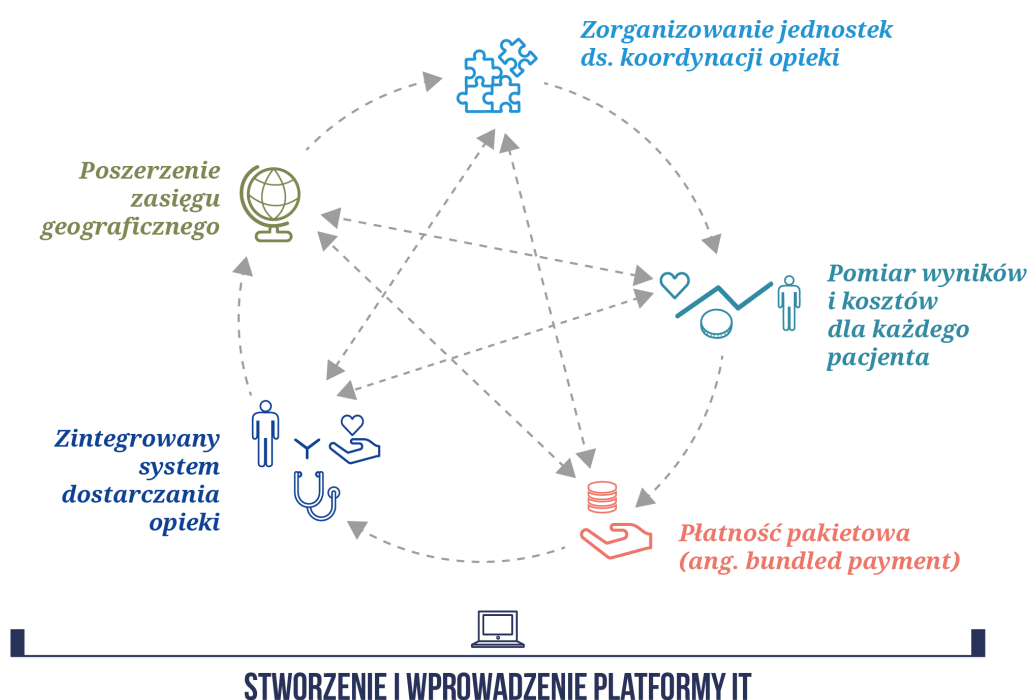 Zorganizowanie jednostek
ds. koordynacji opieki
Poszerzenie
zasięgu
geograficznego
Pomiar wyników
i kosztów
dla każdego
pacjenta
Zintegrowany
system
dostarczania
opieki
Płatność pakietowa
(ang. bundled payment)
STWORZENIE I WPROWADZENIE PLATFORMY IT